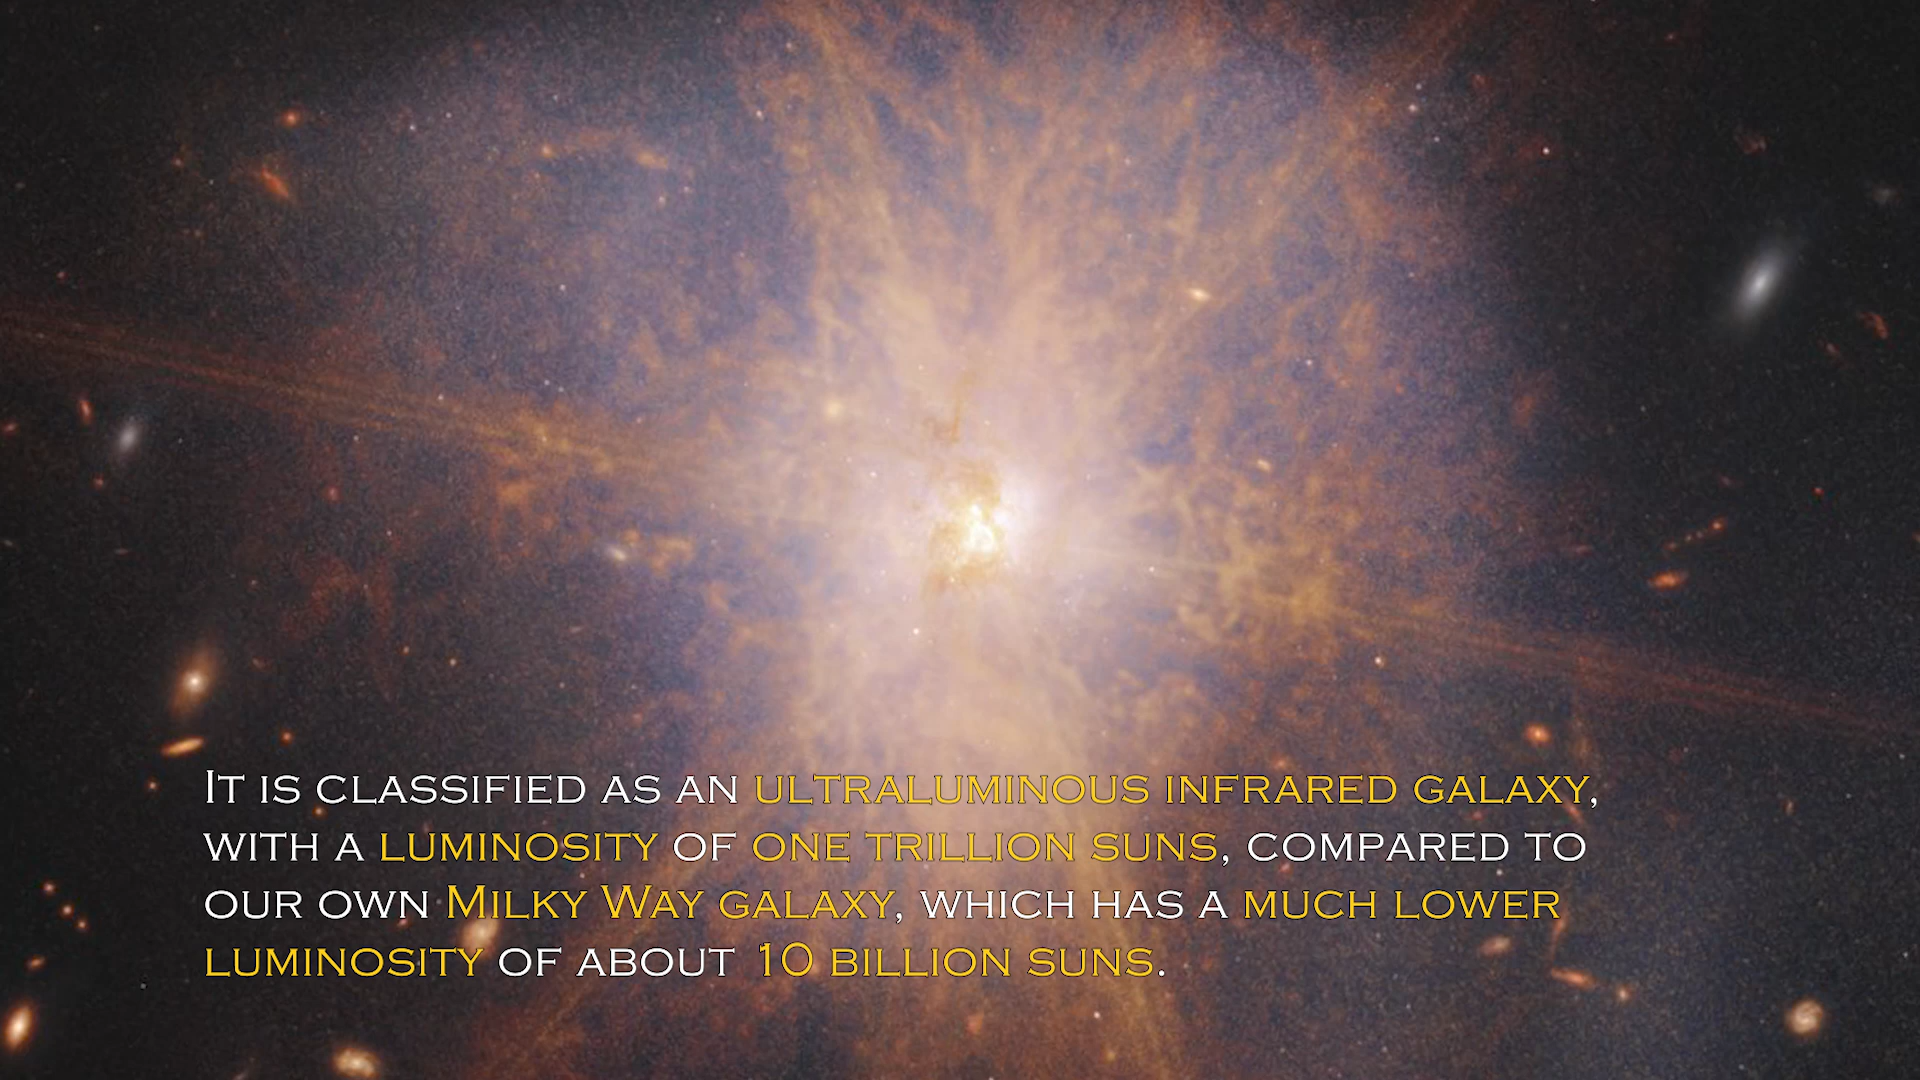 It is classified as an ultraluminous infrared galaxy,
with a luminosity of one trillion suns, compared to
our own Milky Way galaxy, which has a much lower
luminosity of about 10 billion suns.